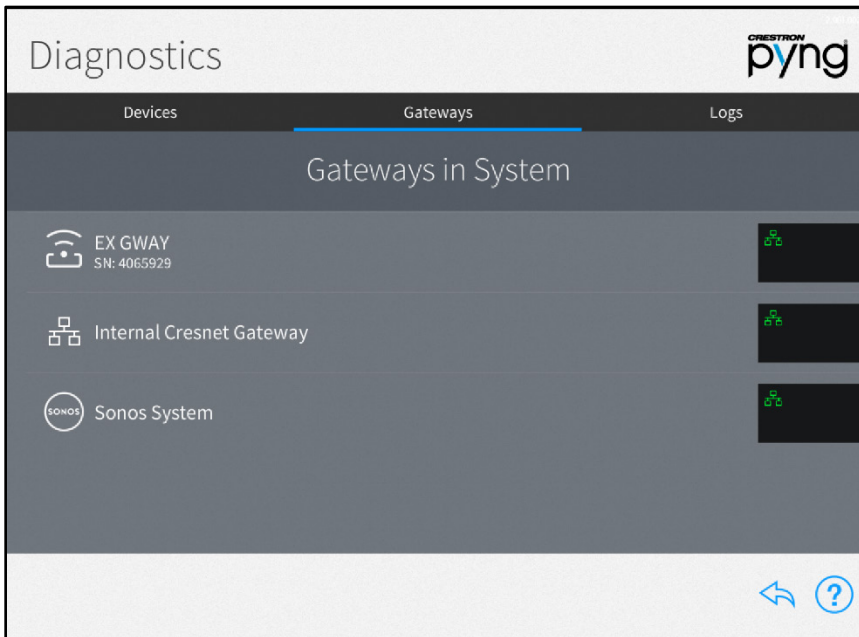 Diagnostics
CRESTRON
pyng
Devices
Gateways
Logs
Gateways in System
EX GWAY
SN: 4065929
Internal Cresnet Gateway
SONOS
Sonos System
?